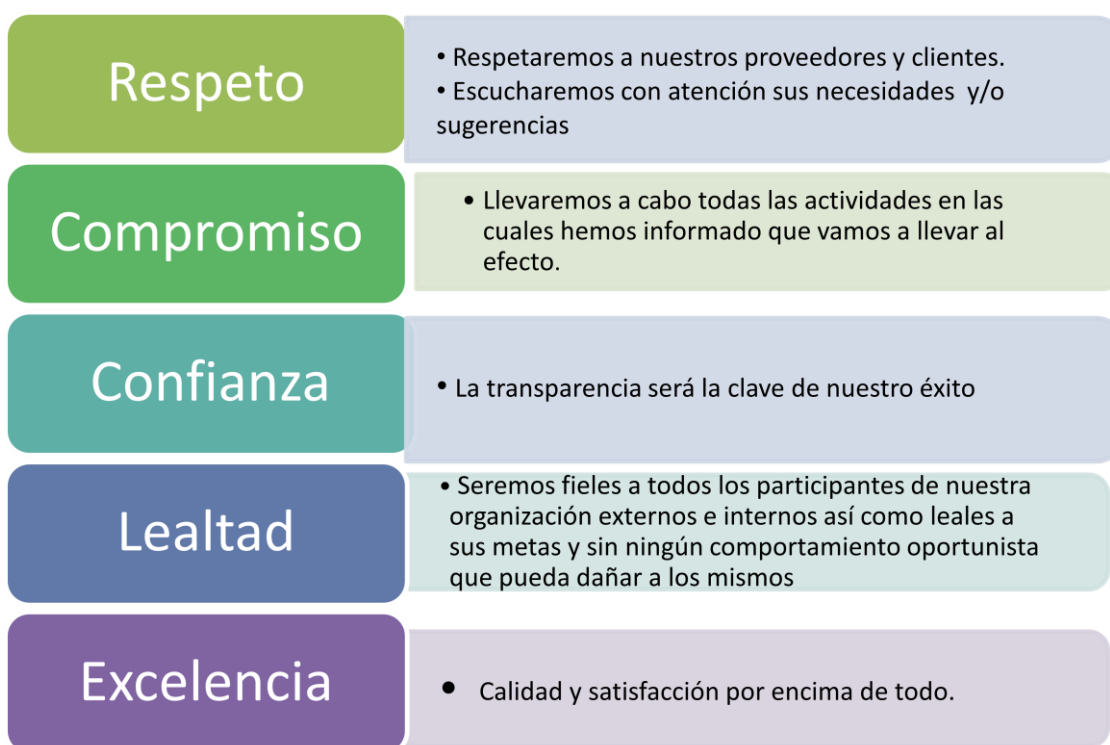 Respeto
• Respetaremos a nuestros proveedores y clientes.
• Escucharemos con atención sus necesidades y/o
sugerencias
Compromiso
• Llevaremos a cabo todas las actividades en las
cuales hemos informado que vamos a llevar al
efecto.
Confianza
• La transparencia será la clave de nuestro éxito
Lealtad
• Seremos fieles a todos los participantes de nuestra
organización externos e internos así como leales a
sus metas y sin ningún comportamiento oportunista
que pueda dañar a los mismos
Excelencia
• Calidad y satisfacción por encima de todo.